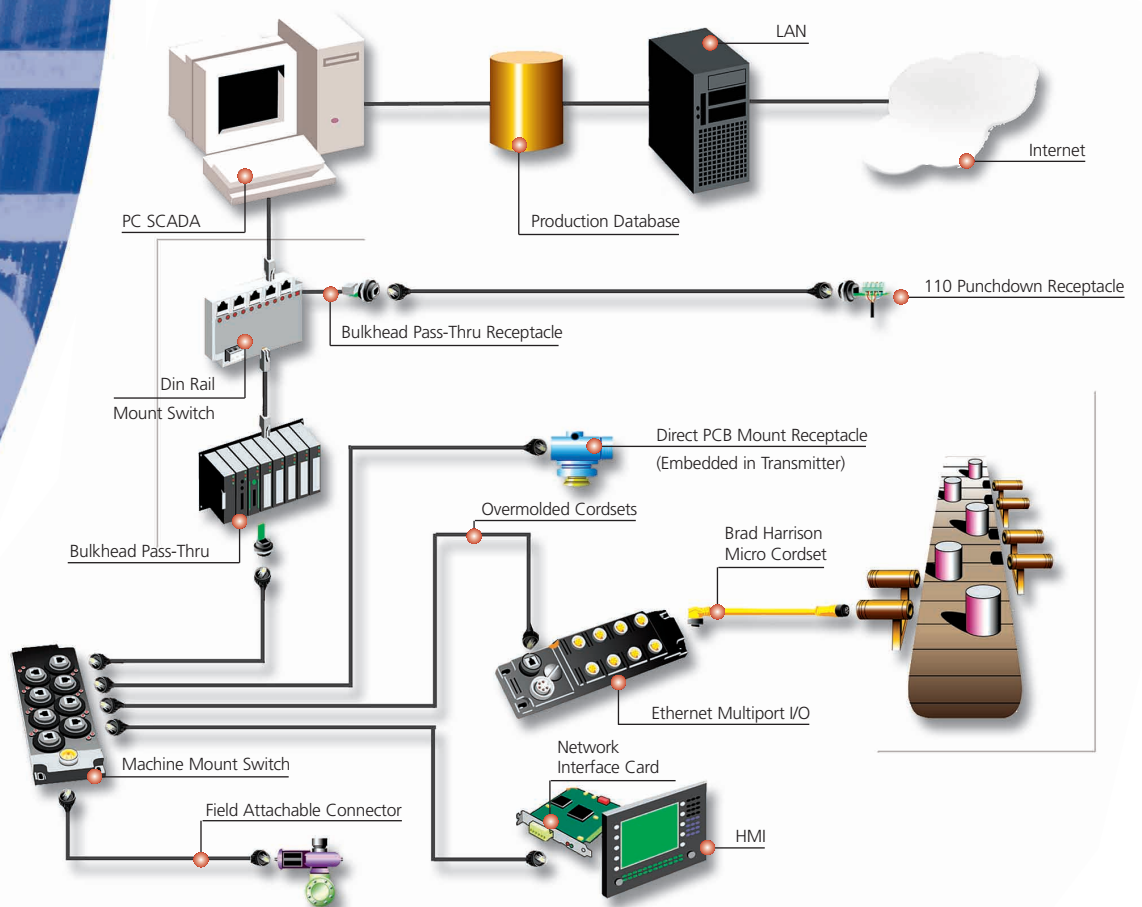 LAN
Internet
PC SCADA
Production Database
110 Punchdown Receptacle
Bulkhead Pass-Thru Receptacle
Din Rail
Mount Switch
Direct PCB Mount Receptacle
(Embedded in Transmitter)
Overmolded Cordsets
Brad Harrison
Micro Cordset
Bulkhead Pass-Thru
Ethernet Multiport I/O
Network
Interface Card
Machine Mount Switch
Field Attachable Connector
HMI